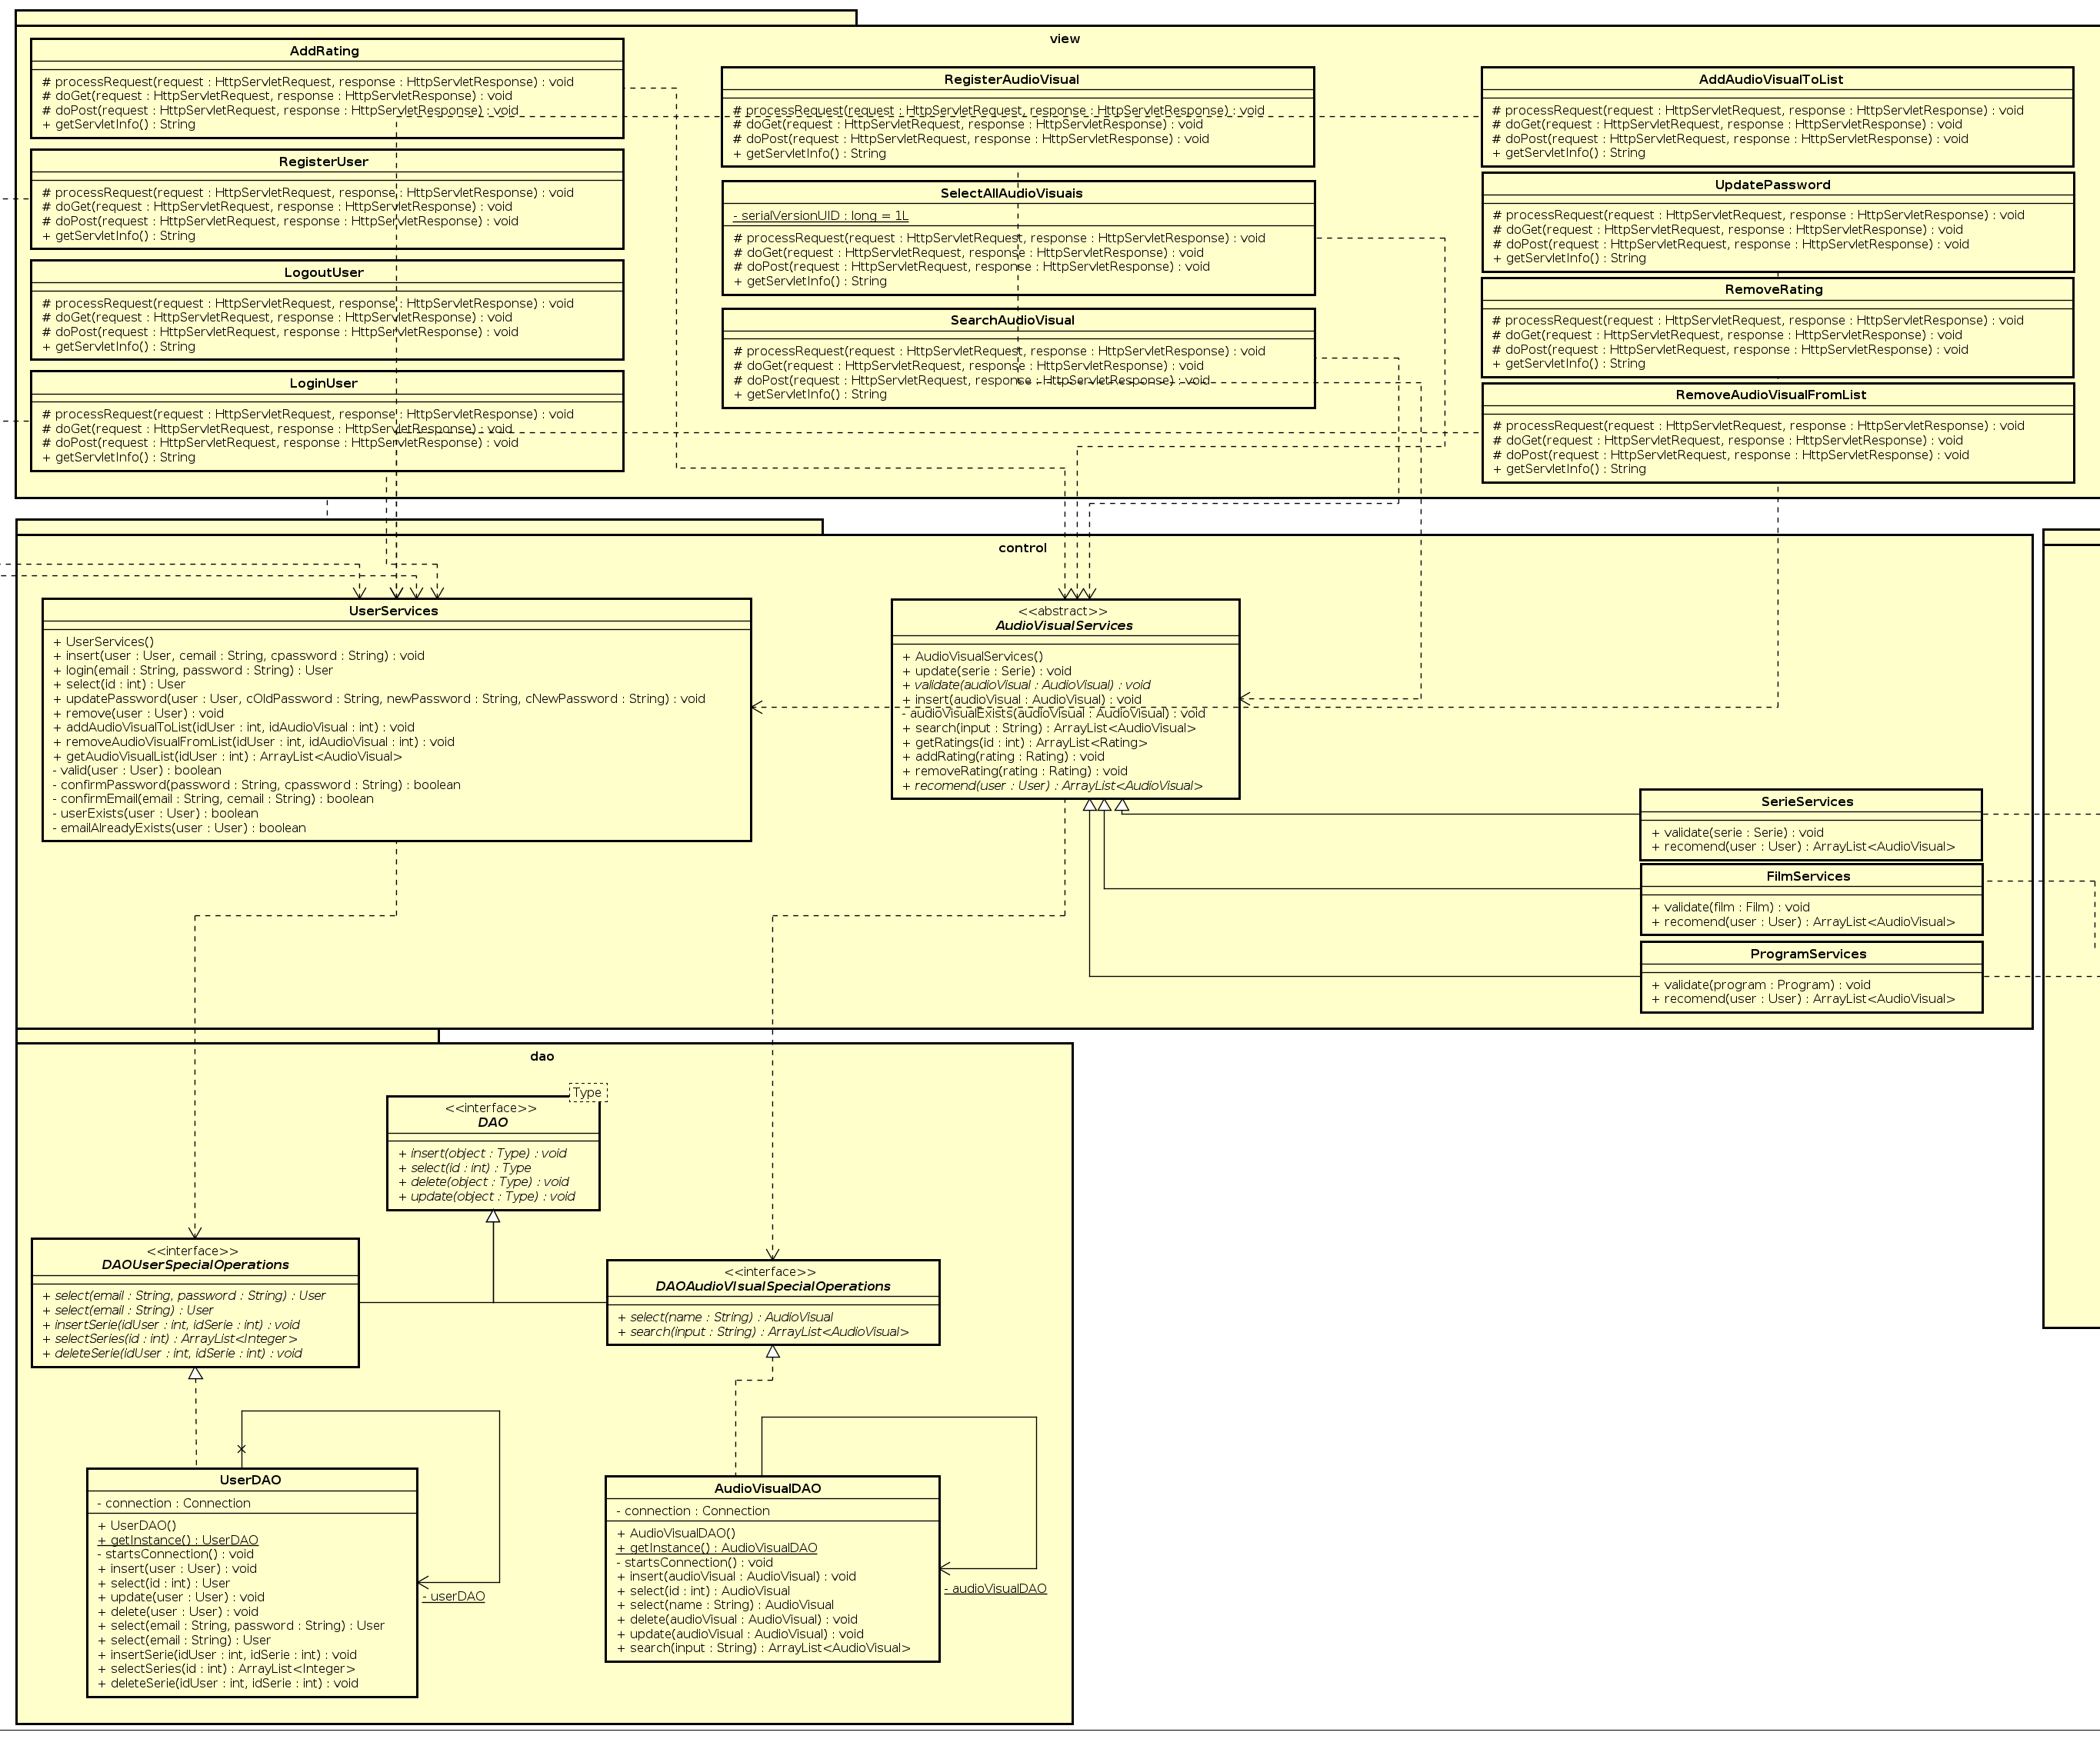 view
AddRating
# processRequest(request : HttpServletRequest, response : HttpServletResponse) : void
# doGet(request : HttpServletRequest, response : HttpServletResponse) : void
# doPost(request : HttpServletRequest, response : HttpServletResponse) : void
+ getServletInfo() : String
RegisterUser
# processRequest(request : HttpServletRequest, response : HttpServletResponse) : void
# doGet(request : HttpServletRequest, response : HttpServletResponse) : void
# doPost(request : HttpServletRequest, response : HttpServletResponse) : void
+ getServletInfo() : String
LogoutUser
# processRequest(request : HttpServletRequest, response : HttpServletResponse) : void
# doGet(request : HttpServletRequest, response : HttpServletResponse) : void
# doPost(request : HttpServletRequest, response : HttpServletResponse) : void
+ getServletInfo() : String
LoginUser
# processRequest(request : HttpServletRequest, response : HttpServletResponse) : void
# doGet(request : HttpServletRequest, response : HttpServletResponse) : void
# doPost(request : HttpServletRequest, response : HttpServletResponse) : void
+ getServletInfo() : String
RegisterAudioVisual
# processRequest(request : HttpServletRequest, response : HttpServletResponse) : void
# doGet(request : HttpServletRequest, response : HttpServletResponse) : void
# doPost(request : HttpServletRequest, response : HttpServletResponse) : void
+ getServletInfo() : String
SelectAllAudioVisuais
- serialVersionUID : long = 1L
# processRequest(request : HttpServletRequest, response : HttpServletResponse) : void
# doGet(request : HttpServletRequest, response : HttpServletResponse) : void
# doPost(request : HttpServletRequest, response : HttpServletResponse) : void
+ getServletInfo() : String
SearchAudioVisual
# processRequest(request : HttpServletRequest, response : HttpServletResponse) : void
# doGet(request : HttpServletRequest, response : HttpServletResponse) : void
# doPost(request : HttpServletRequest, response : HttpServletResponse) : void
+ getServletInfo() : String
AddAudioVisualToList
# processRequest(request : HttpServletRequest, response : HttpServletResponse) : void
# doGet(request : HttpServletRequest, response : HttpServletResponse) : void
# doPost(request : HttpServletRequest, response : HttpServletResponse) : void
+ getServletInfo() : String
UpdatePassword
# processRequest(request : HttpServletRequest, response : HttpServletResponse) : void
# doGet(request : HttpServletRequest, response : HttpServletResponse) : void
# doPost(request : HttpServletRequest, response : HttpServletResponse) : void
+ getServletInfo() : String
RemoveRating
# processRequest(request : HttpServletRequest, response : HttpServletResponse) : void
# doGet(request : HttpServletRequest, response : HttpServletResponse) : void
# doPost(request : HttpServletRequest, response : HttpServletResponse) : void
+ getServletInfo() : String
RemoveAudioVisualFromList
# processRequest(request : HttpServletRequest, response : HttpServletResponse) : void
# doGet(request : HttpServletRequest, response : HttpServletResponse) : void
# doPost(request : HttpServletRequest, response : HttpServletResponse) : void
+ getServletInfo() : String
control
UserServices
+ UserServices()
+ insert(user : User, cemail : String, cpassword : String) : void
+ login(email : String, password : String) : User
+ select(id : int) : User
+ updatePassword(user : User, cOldPassword : String, newPassword : String, cNewPassword : String) : void
+ remove(user : User) : void
+ addAudioVisualToList(idUser : int, idAudioVisual : int) : void
+ removeAudioVisualFromList(idUser : int, idAudioVisual : int) : void
+ getAudioVisualList(idUser : int) : ArrayList<AudioVisual>
- valid(user : User) : boolean
- confirmPassword(password : String, cpassword : String) : boolean
- confirmEmail(email : String, cemail : String) : boolean
- userExists(user : User) : boolean
- emailAlreadyExists(user : User) : boolean
<<abstract>>
AudioVisualServices
+ AudioVisualServices()
+ update(serie : Serie) : void
+ validate(audioVisual : AudioVisual) : void
+ insert(audioVisual : AudioVisual) : void
- audioVisualExists(audioVisual : AudioVisual) : void
+ search(input : String) : ArrayList<AudioVisual>
+ getRatings(id : int) : ArrayList<Rating>
+ addRating(rating : Rating) : void
+ removeRating(rating : Rating) : void
+ recomend(user : User) : ArrayList<AudioVisual>
SerieServices
+ validate(serie : Serie) : void
+ recomend(user : User) : ArrayList<AudioVisual>
FilmServices
+ validate(film : Film) : void
+ recomend(user : User) : ArrayList<AudioVisual>
ProgramServices
+ validate(program : Program) : void
+ recomend(user : User) : ArrayList<AudioVisual>
dao
Type
<<interface>>
DAO
+ insert(object : Type) : void
+ select(id : int) : Type
+ delete(object : Type) : void
+ update(object : Type) : void
<<interface>>
DAOUserSpecialOperations
+ select(email : String, password : String) : User
+ select(email : String) : User
+ insertSerie(idUser : int, idSerie : int) : void
+ selectSeries(id : int) : ArrayList<Integer>
+ deleteSerie(idUser : int, idSerie : int) : void
<<interface>>
DAOAudioVIsualSpecialOperations
+ select(name : String) : AudioVisual
+ search(input : String) : ArrayList<AudioVisual>
UserDAO
- connection : Connection
+ UserDAO()
+ getInstance() : UserDAO
- startsConnection() : void
+ insert(user : User) : void
+ select(id : int) : User
+ update(user : User) : void
+ delete(user : User) : void
+ select(email : String, password : String) : User
+ select(email : String) : User
+ insertSerie(idUser : int, idSerie : int) : void
+ selectSeries(id : int) : ArrayList<Integer>
+ deleteSerie(idUser : int, idSerie : int) : void
- userDAO
AudioVisualDAO
- connection : Connection
+ AudioVisualDAO()
+ getInstance() : AudioVisualDAO
- startsConnection() : void
+ insert(audioVisual : AudioVisual) : void
+ select(id : int) : AudioVisual
+ select(name : String) : AudioVisual
+ delete(audioVisual : AudioVisual) : void
+ update(audioVisual : AudioVisual) : void
+ search(input : String) : ArrayList<AudioVisual>
- audioVisualDAO